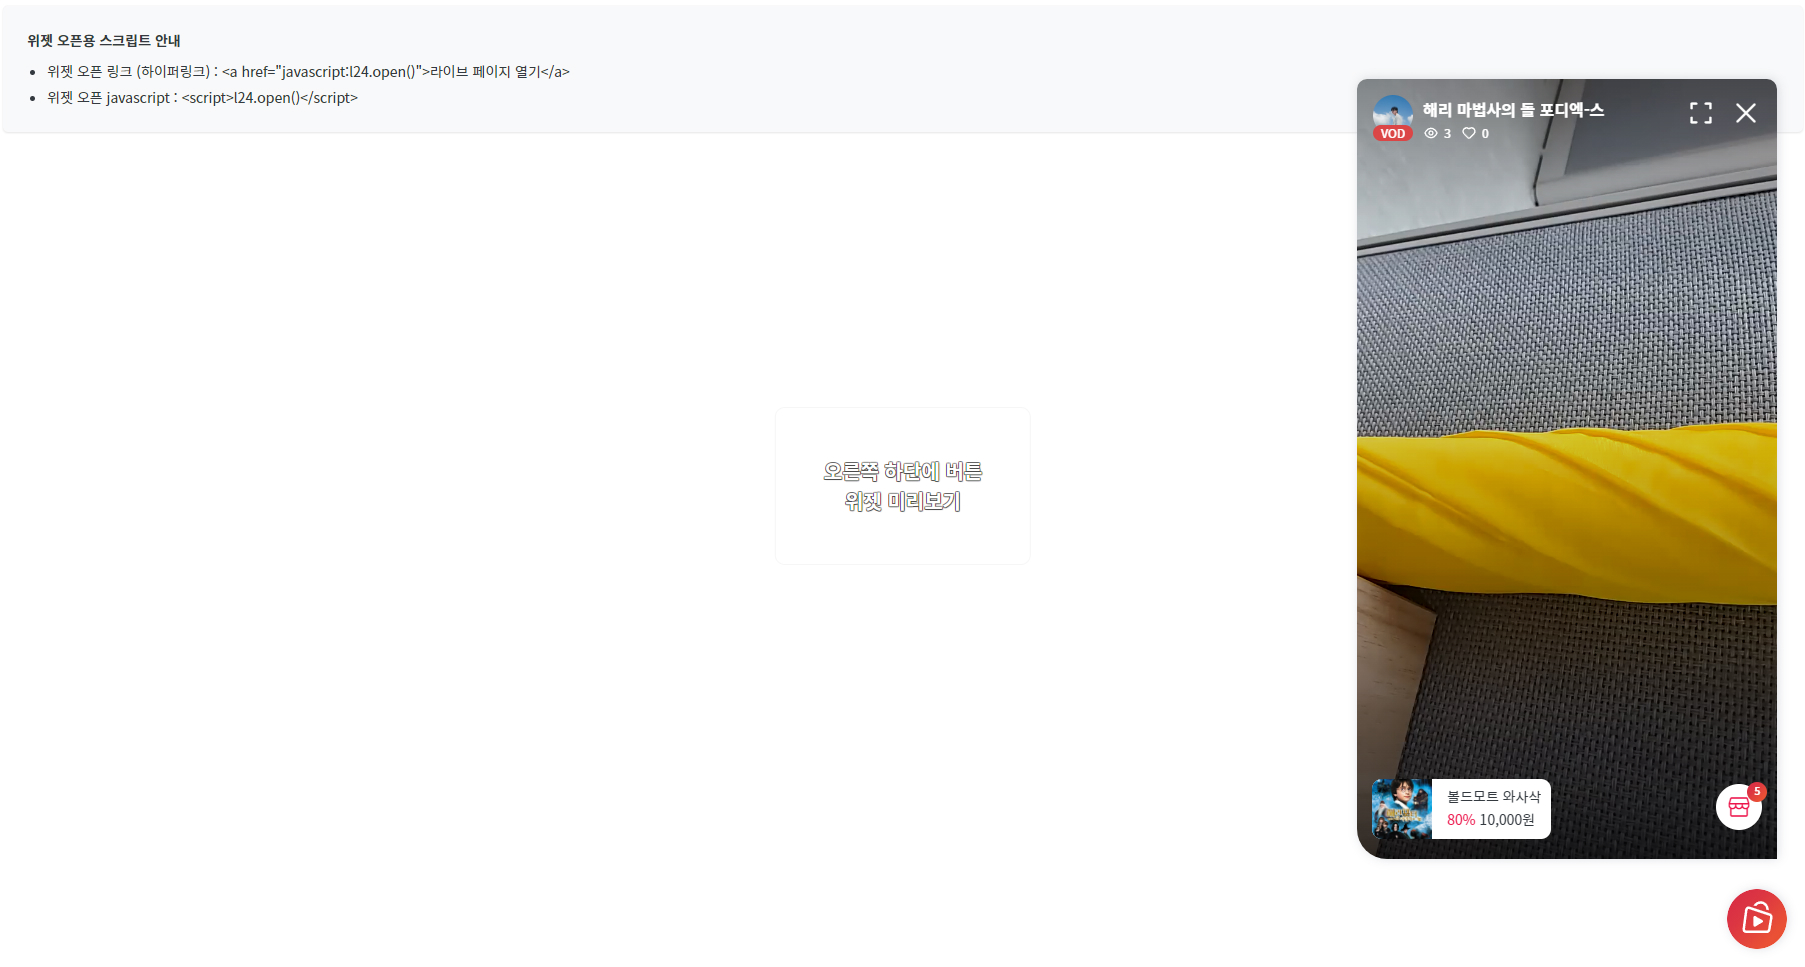 위젯 오픈용 스크립트 안내
위젯 오픈 링크 (하이퍼링크) : <a href="javascript:l24.open()">라이브 페이지 열기</a>
위젯 오픈 javascript : <script>l24.open()</script>
해리 마법사의 돌 포디엑-스
VOD 3 0
오른쪽 하단에 버튼
위젯 미리보기
볼드모트 와사삭
80% 10,000원
5